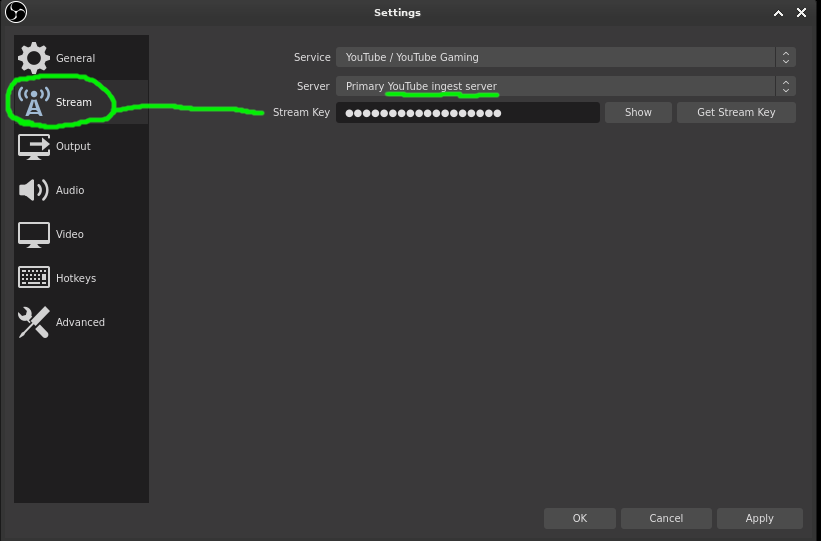 Settings
General
Stream
Output
Audio
Video
Hotkeys
Advanced
Service YouTube / YouTube Gaming
Server Primary YouTube ingest server
Stream Key ●●●●●●●●●●●●●●●●●● Show Get Stream Key
OK Cancel Apply